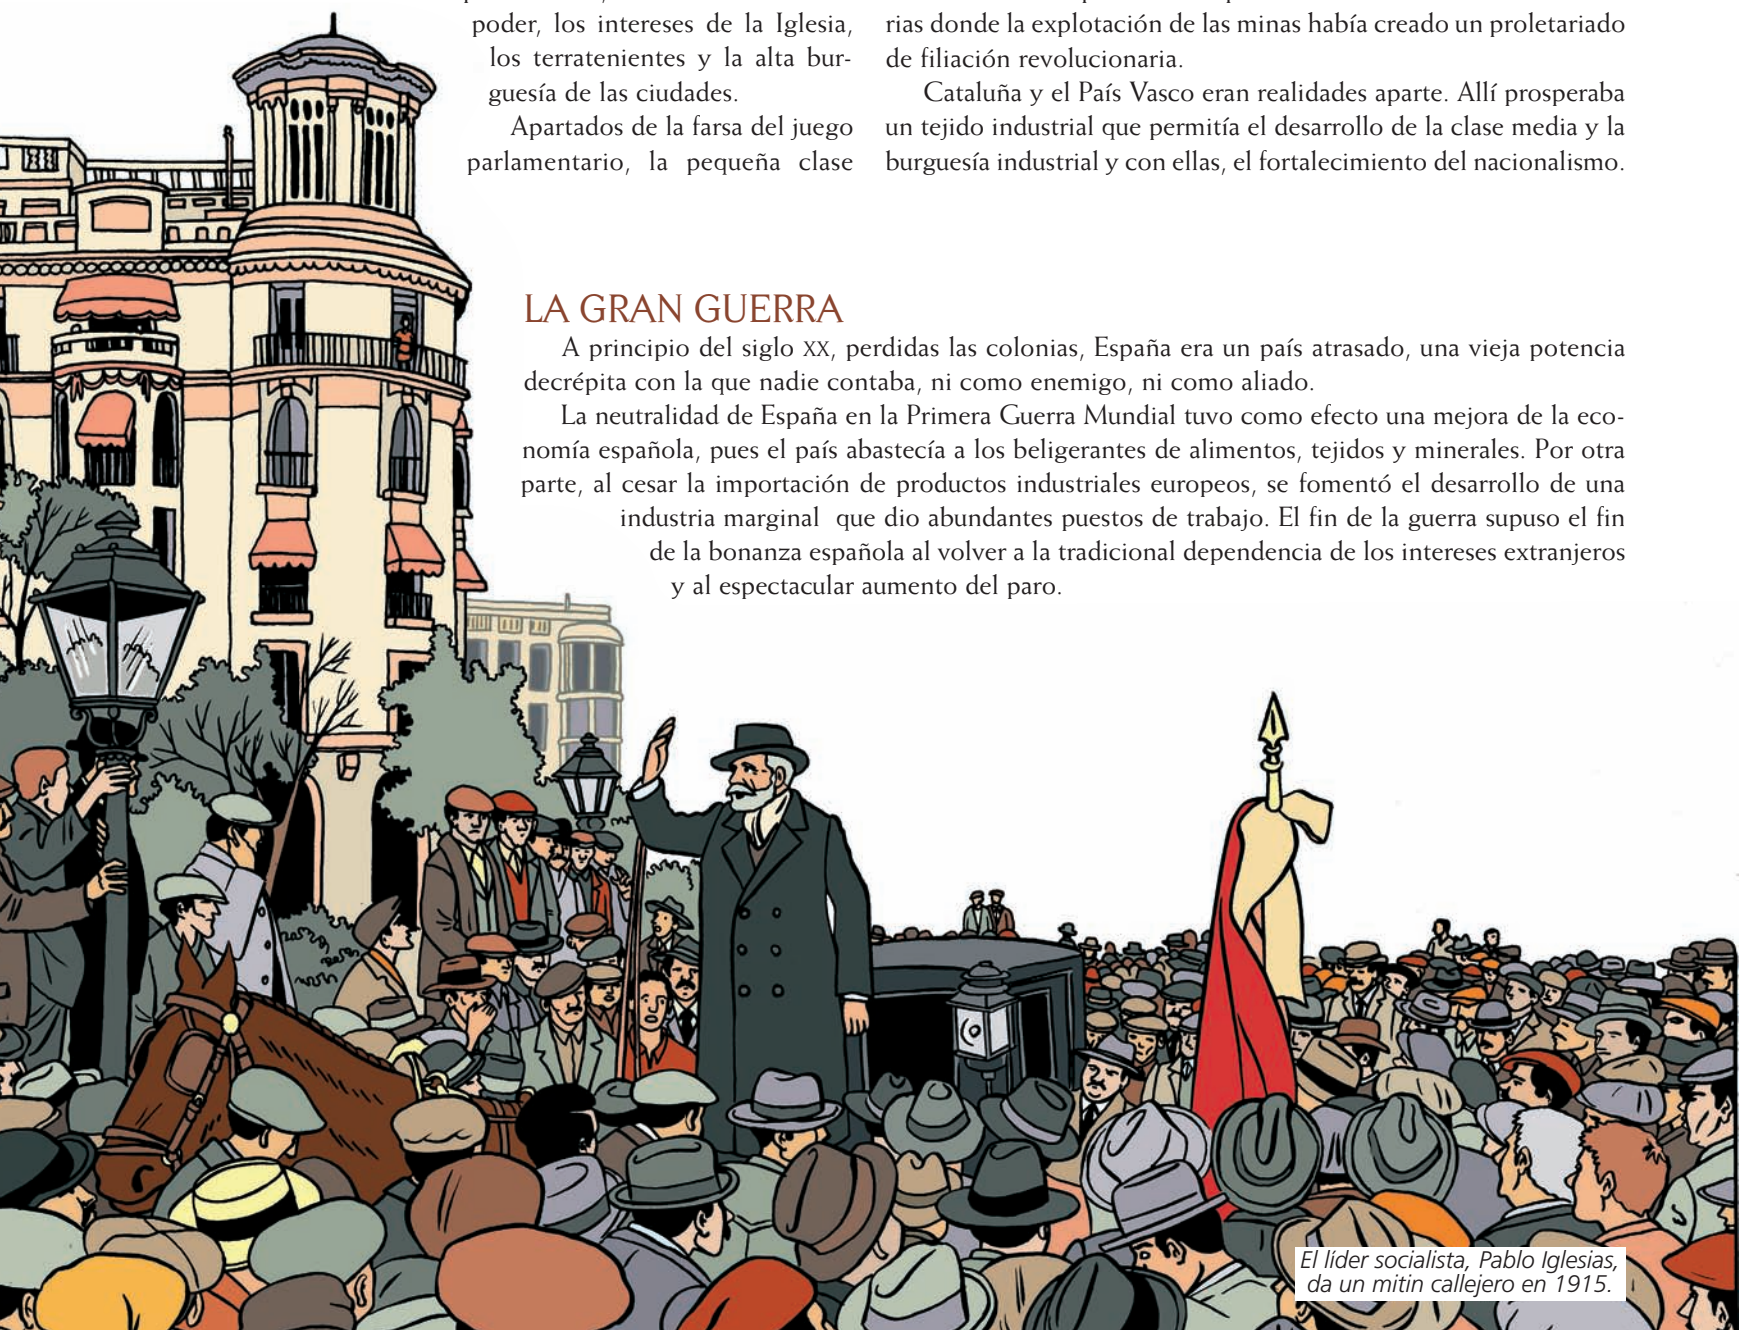 poder, los intereses de la Iglesia,
los terratenientes y la alta bur-
guesía de las ciudades.
Apartados de la farsa del juego
parlamentario, la pequeña clase
rias donde la explotación de las minas había creado un proletariado
de filiación revolucionaria.
Cataluña y el País Vasco eran realidades aparte. Allí prosperaba
un tejido industrial que permitía el desarrollo de la clase media y la
burguesía industrial y con ellas, el fortalecimiento del nacionalismo.
LA GRAN GUERRA
A principio del siglo XX, perdidas las colonias, España era un país atrasado, una vieja potencia
decrépita con la que nadie contaba, ni como enemigo, ni como aliado.
La neutralidad de España en la Primera Guerra Mundial tuvo como efecto una mejora de la eco-
nomía española, pues el país abastecía a los beligerantes de alimentos, tejidos y minerales. Por otra
parte, al cesar la importación de productos industriales europeos, se fomentó el desarrollo de una
industria marginal que dio abundantes puestos de trabajo. El fin de la guerra supuso el fin
de la bonanza española al volver a la tradicional dependencia de los intereses extranjeros
y al espectacular aumento del paro.
El líder socialista, Pablo Iglesias,
da un mitin callejero en 1915.